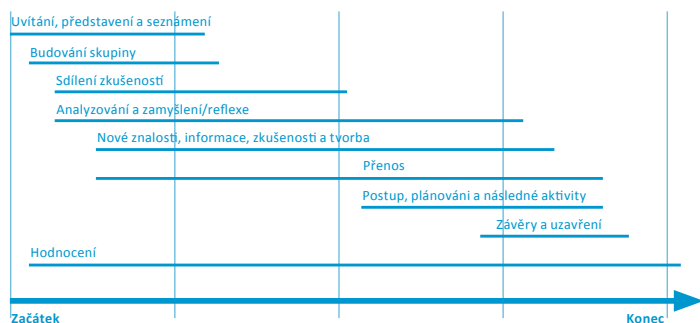 Uvítání, představení a seznámení
Budování skupiny
Sdílení zkušeností
Analyzování a zamyšlení/reflexe
Nové znalosti, informace, zkušenosti a tvorba
Přenos
Postup, plánováni a následné aktivity
Závěry a uzavření
Hodnocení
Začátek
Konec